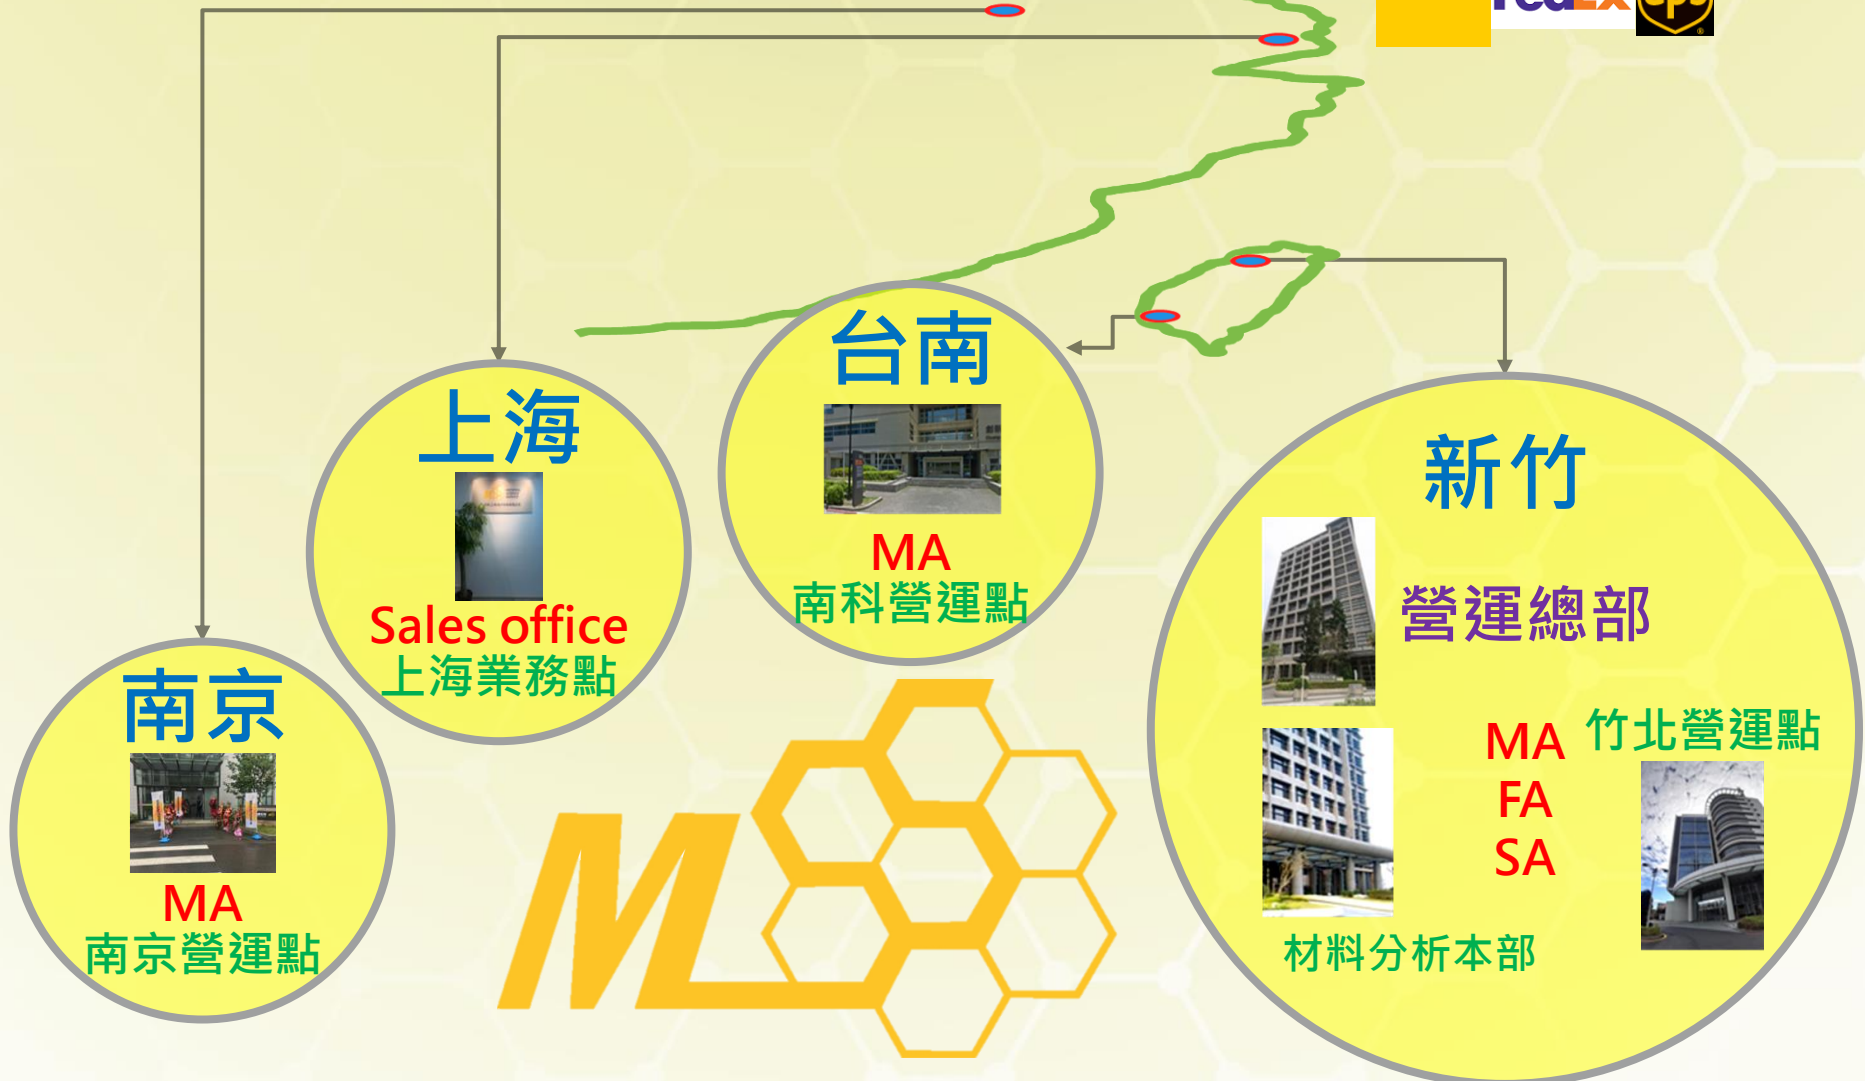 FedEx
ups
台南
MA
南科營運點
上海
Sales office
上海業務點
新竹
營運總部
MA
FA
SA
竹北營運點
材料分析本部
南京
MA
南京營運點
M